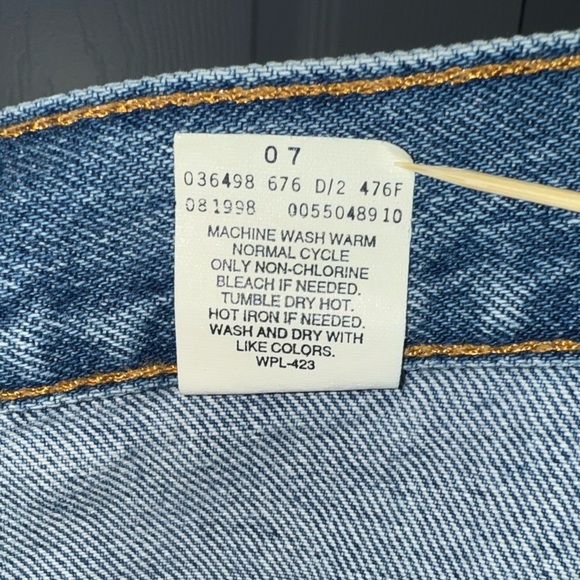 07
036498 676 D/2 476F
081998 0055048910
MACHINE WASH WARM
NORMAL CYCLE
ONLY NON-CHLORINE
BLEACH IF NEEDED.
TUMBLE DRY HOT.
HOT IRON IF NEEDED.
WASH AND DRY WITH
LIKE COLORS.
WPL-423